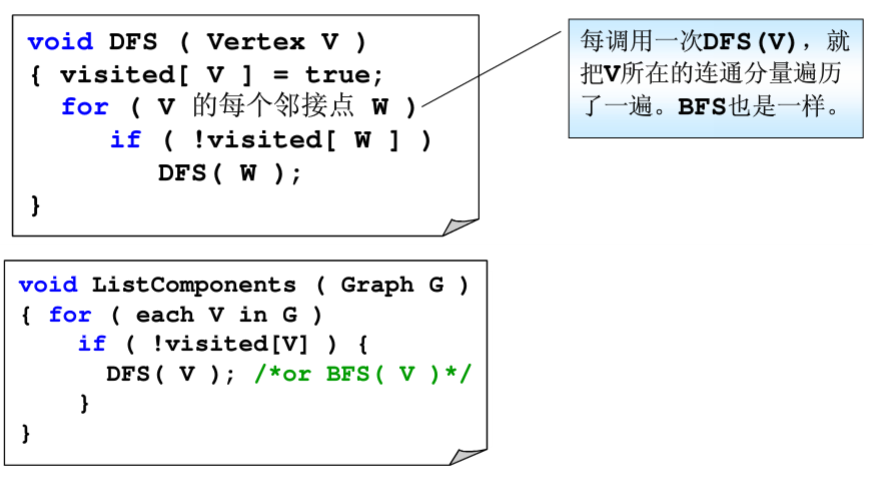 void DFS ( Vertex V )
{ visited[ V ] = true;
for ( V 的每个邻接点 W )
if ( !visited[ W ] )
DFS( W );
}
每调用一次DFS(V)，就
把V所在的连通分量遍历
了一遍。BFS也是一样。
void ListComponents ( Graph G )
{ for ( each V in G )
if ( !visited[V] ) {
DFS( V ); /*or BFS( V )*/
}
}